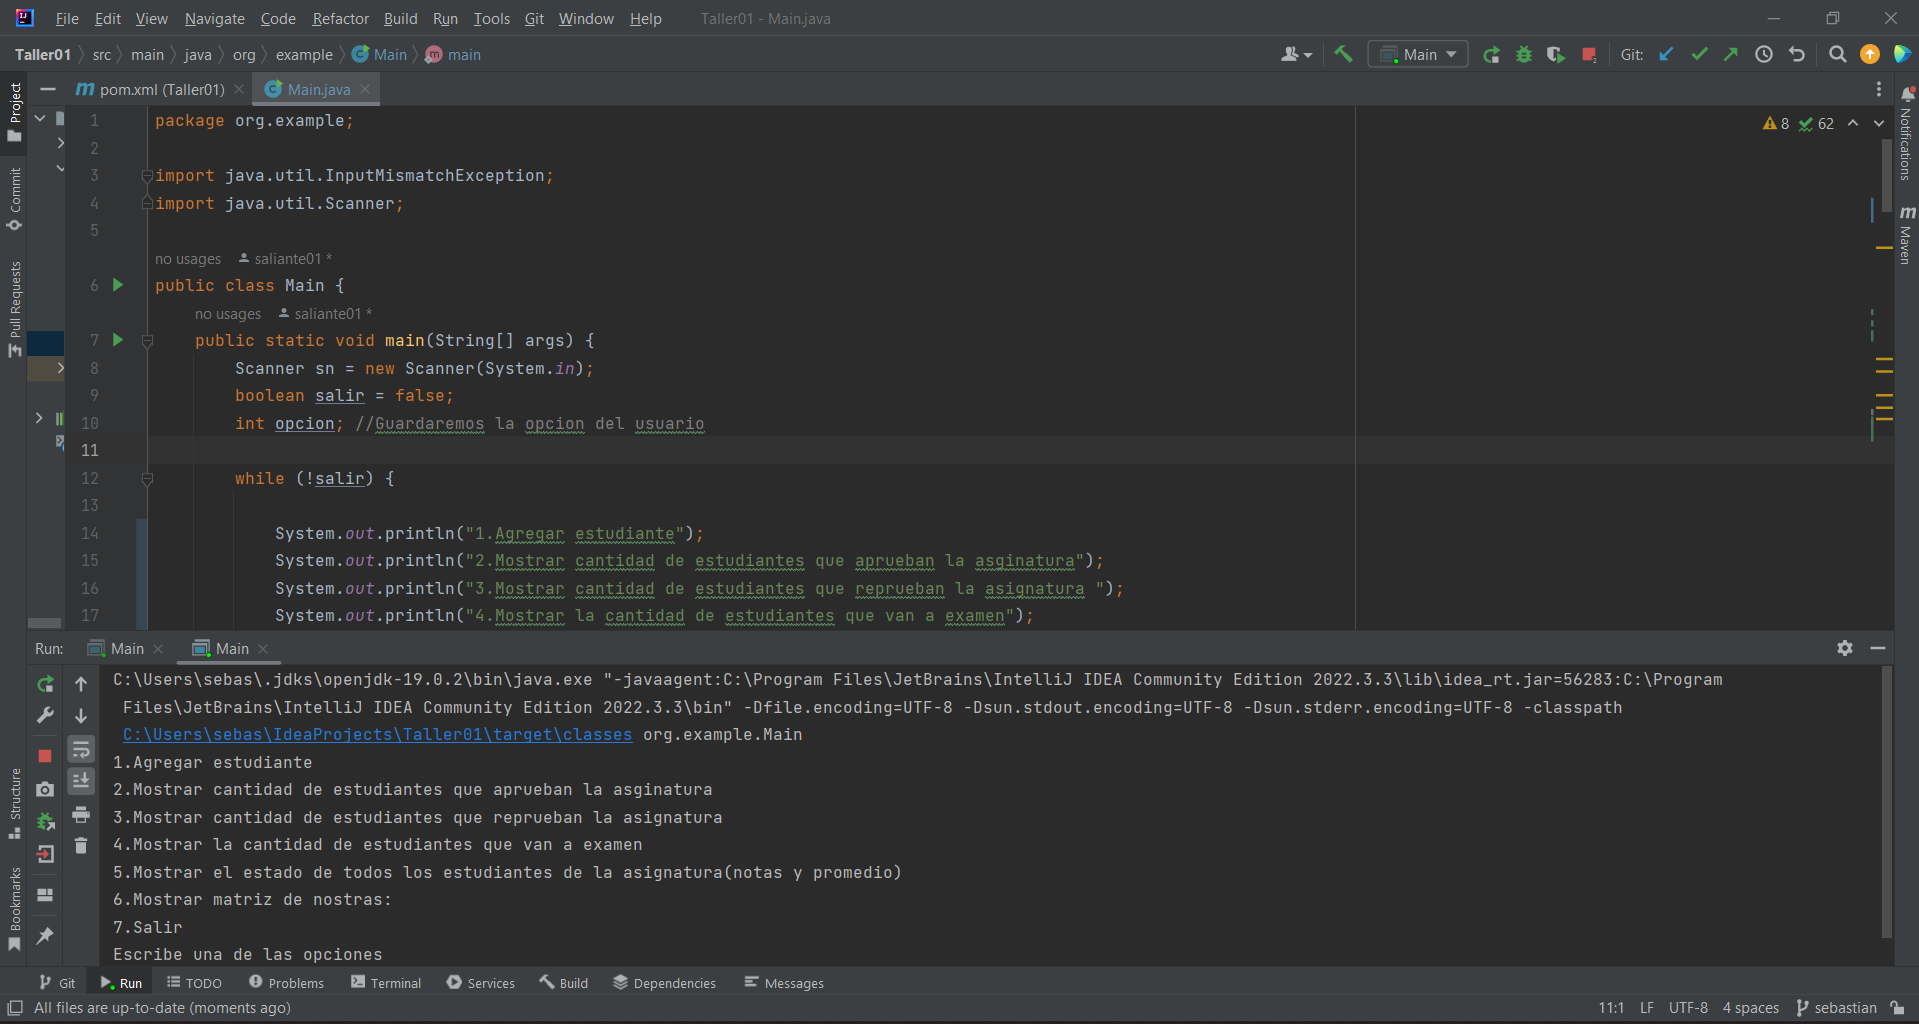 File Edit View Navigate Code Refactor Build Run Tools Git Window Help Taller01 - Main.java
Taller01 src main java org example Main main Main Git:
Project
pom.xml (Taller01) Main.java
Commit
Pull Requests
Structure
Bookmarks
Notifications
Maven
8 62
1 package org.example;
2
3 import java.util.InputMismatchException;
4 import java.util.Scanner;
5
no usages saliante01 *
6 public class Main {
no usages saliante01 *
7 public static void main(String[] args) {
8 Scanner sn = new Scanner(System.in);
9 boolean salir = false;
10 int opcion; //Guardaremos la opcion del usuario
11
12 while (!salir) {
13
14 System.out.println("1.Agregar estudiante");
15 System.out.println("2.Mostrar cantidad de estudiantes que aprueban la asginatura");
16 System.out.println("3.Mostrar cantidad de estudiantes que reprueban la asignatura ");
17 System.out.println("4.Mostrar la cantidad de estudiantes que van a examen");
Run: Main Main
C:\Users\sebas\.jdks\openjdk-19.0.2\bin\java.exe "-javaagent:C:\Program Files\JetBrains\IntelliJ IDEA Community Edition 2022.3.3\lib\idea_rt.jar=56283:C:\Program
Files\JetBrains\IntelliJ IDEA Community Edition 2022.3.3\bin" -Dfile.encoding=UTF-8 -Dsun.stdout.encoding=UTF-8 -Dsun.stderr.encoding=UTF-8 -classpath
C:\Users\sebas\IdeaProjects\Taller01\target\classes org.example.Main
1.Agregar estudiante
2.Mostrar cantidad de estudiantes que aprueban la asginatura
3.Mostrar cantidad de estudiantes que reprueban la asignatura
4.Mostrar la cantidad de estudiantes que van a examen
5.Mostrar el estado de todos los estudiantes de la asignatura(notas y promedio)
6.Mostrar matriz de nostras:
7.Salir
Escribe una de las opciones
Git Run TODO Problems Terminal Services Build Dependencies Messages
All files are up-to-date (moments ago) 11:1 LF UTF-8 4 spaces sebastian